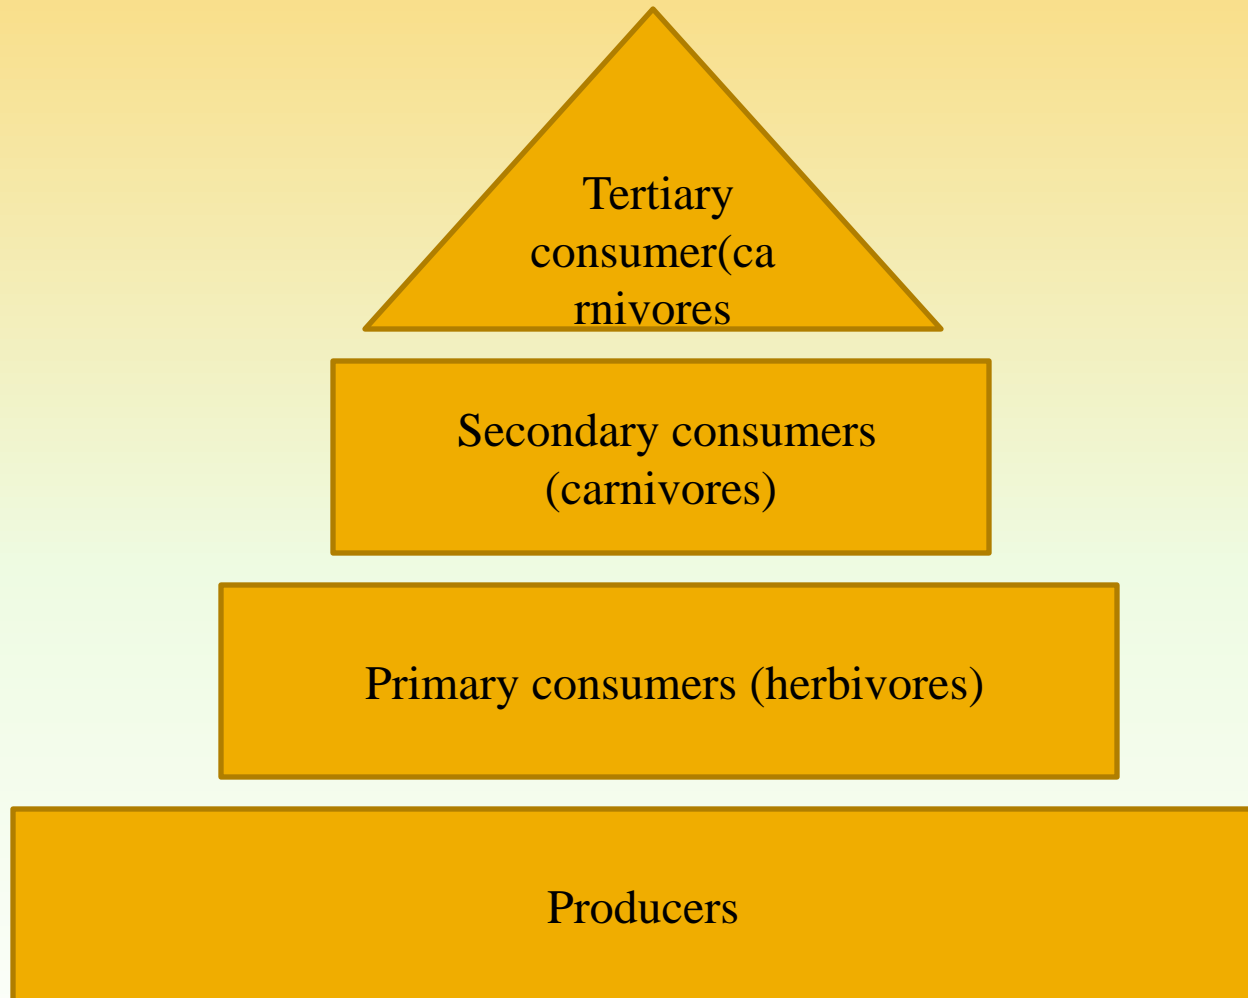 Tertiary
consumer(ca
rnivores
Secondary consumers
(carnivores)
Primary consumers (herbivores)
Producers